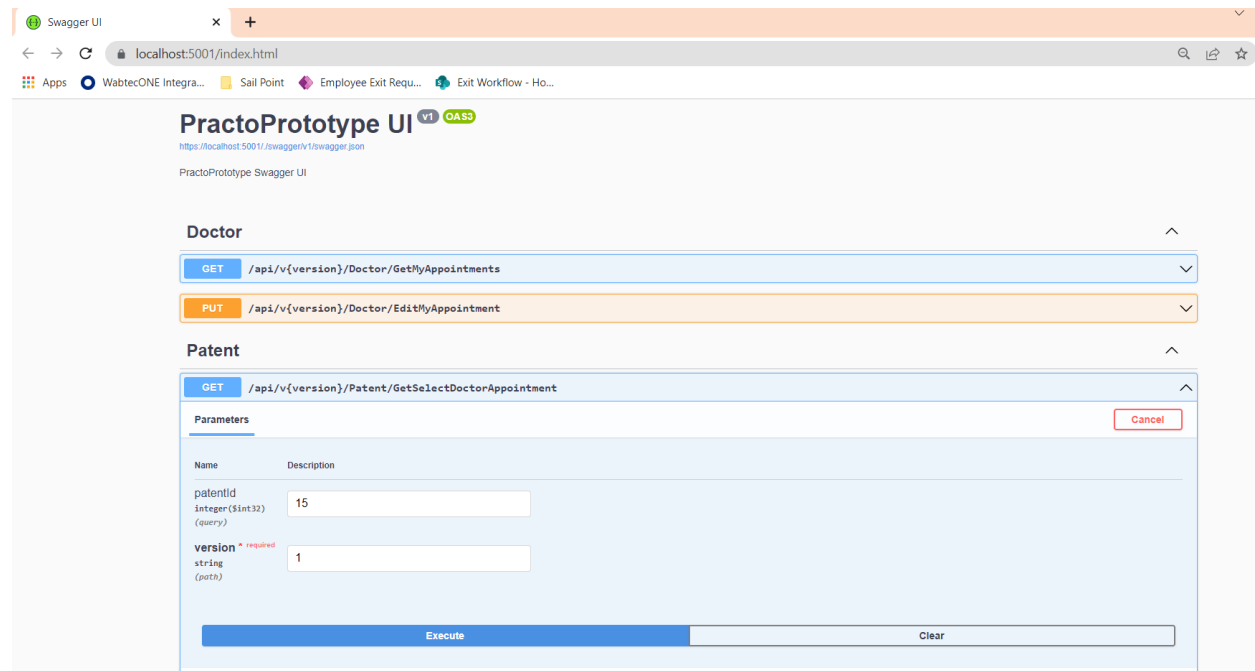 Swagger UI
localhost:5001/index.html
Apps WabtecONE Integra... Sail Point Employee Exit Requ... Exit Workflow - Ho...
PractoPrototype UI v1 OAS3
https://localhost:5001/./swagger/v1/swagger.json
PractoPrototype Swagger UI
Doctor
GET /api/v{version}/Doctor/GetMyAppointments
PUT /api/v{version}/Doctor/EditMyAppointment
Patent
GET /api/v{version}/Patent/GetSelectDoctorAppointment
Parameters Cancel
Name Description
patentId
integer($int32)
(query)
15
version * required
string
(path)
1
Execute Clear